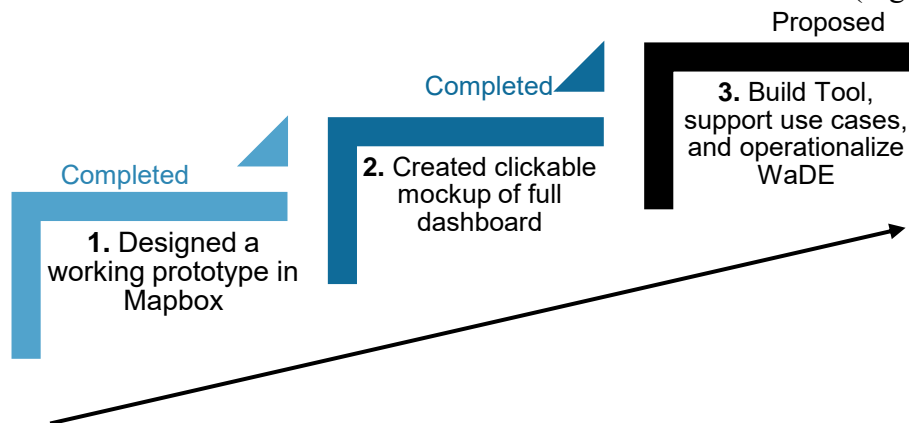 Proposed
Completed
3. Build Tool,
support use cases,
and operationalize
WaDE
Completed
2. Created clickable
mockup of full
dashboard
1. Designed a
working prototype in
Mapbox